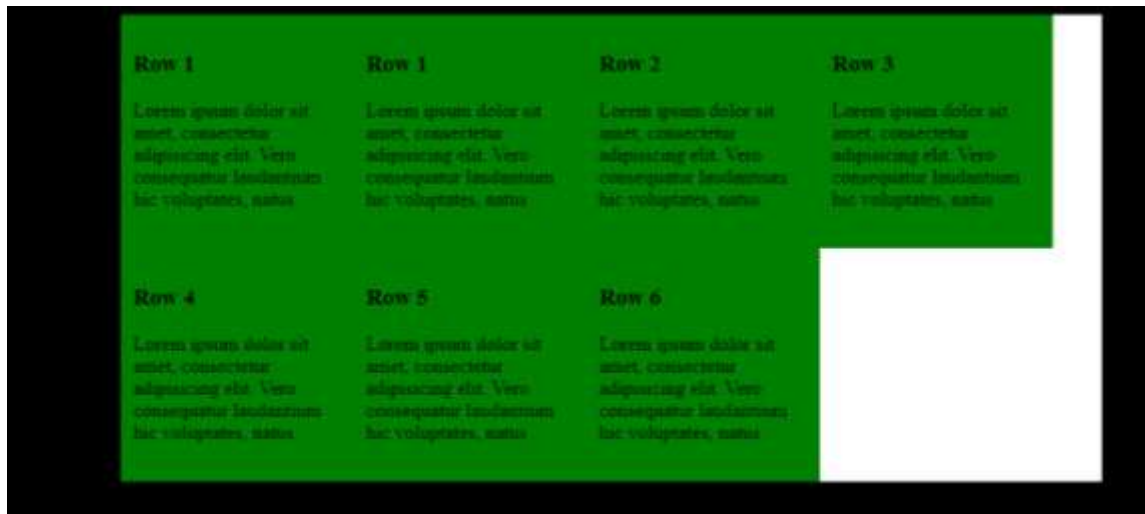 Row 1
Lorem ipsum dolor sit
amet, consectetur
adipisicing elit. Vero
consequatur laudantium
hic voluptates, natus
Row 1
Lorem ipsum dolor sit
amet, consectetur
adipisicing elit. Vero
consequatur laudantium
hic voluptates, natus
Row 2
Lorem ipsum dolor sit
amet, consectetur
adipisicing elit. Vero
consequatur laudantium
hic voluptates, natus
Row 3
Lorem ipsum dolor sit
amet, consectetur
adipisicing elit. Vero
consequatur laudantium
hic voluptates, natus
Row 4
Lorem ipsum dolor sit
amet, consectetur
adipisicing elit. Vero
consequatur laudantium
hic voluptates, natus
Row 5
Lorem ipsum dolor sit
amet, consectetur
adipisicing elit. Vero
consequatur laudantium
hic voluptates, natus
Row 6
Lorem ipsum dolor sit
amet, consectetur
adipisicing elit. Vero
consequatur laudantium
hic voluptates, natus